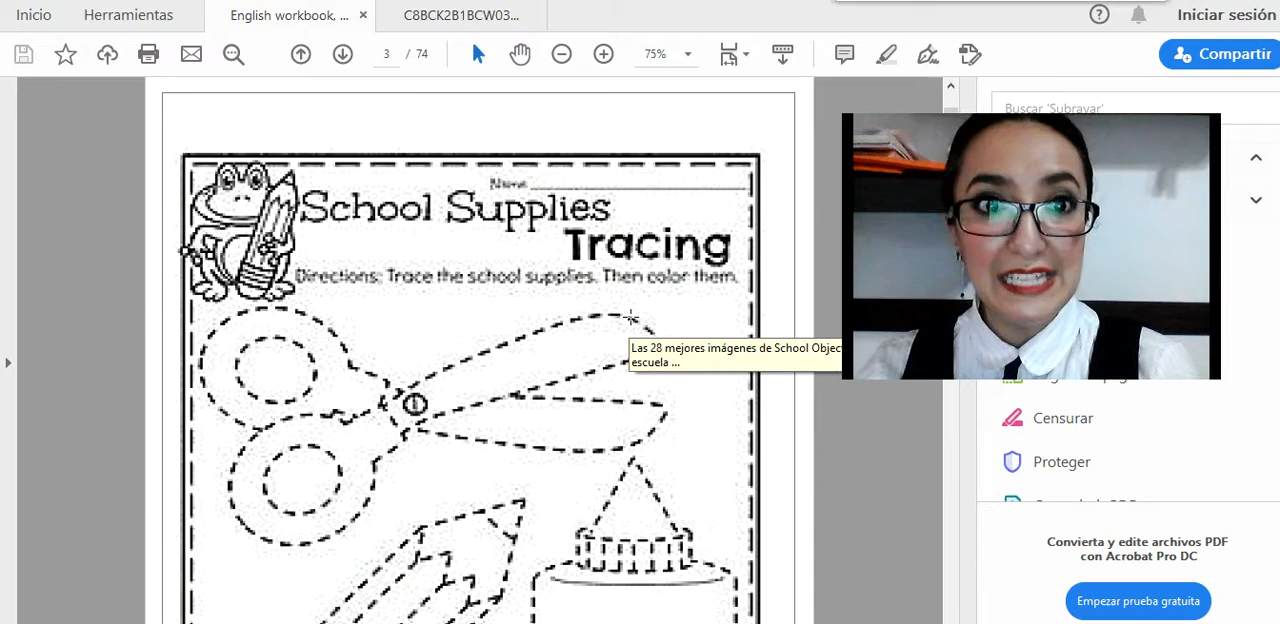 Inicio
Herramientas
English workbook, ...
×
C8BCK2B1BCW03...
Iniciar sesión
3 / 74
75%
Compartir
Buscar 'Subrayar'
Name
School Supplies
Tracing
Directions: Trace the school supplies. Then color them.
Las 28 mejores imágenes de School Object
escuela ...
Censurar
Proteger
Convierta y edite archivos PDF
con Acrobat Pro DC
Empezar prueba gratuita